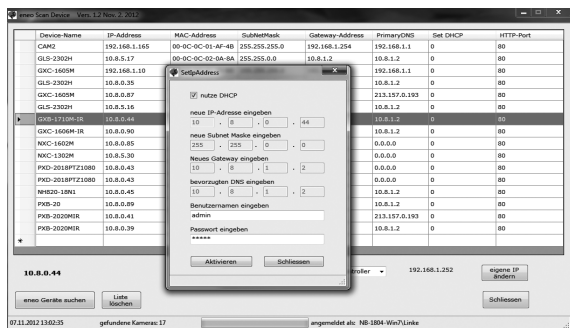 eneo Scan Device Vers. 1.2 Nov. 2, 2012
Device-Name IP-Address MAC-Address SubNetMask Gateway-Address PrimaryDNS Set DHCP HTTP-Port
CAM2 192.168.1.165 00-0C-0C-01-AF-4B 255.255.255.0 192.168.1.254 192.168.1.1 0 80
GLS-2302H 10.8.5.17 00-0C-0C-02-0A-8A 255.255.0.0 10.8.1.2 10.8.1.2 0 80
GXC-1605M 192.168.1.10 192.168.1.1 0 80
GLS-2302H 10.8.0.35 10.8.1.2 0 80
GXC-1605M 10.8.0.87 213.157.0.193 0 80
GLS-2302H 10.8.5.16 10.8.1.2 0 80
GXB-1710M-IR 10.8.0.44 10.8.1.2 0 80
GXC-1606M-IR 10.8.0.90 10.8.1.2 0 80
NXC-1602M 10.8.0.85 0.0.0.0 0 80
NXC-1302M 10.8.5.30 0.0.0.0 0 80
PXD-2018PTZ1080 10.8.0.43 0.0.0.0 0 80
PXD-2018PTZ1080 10.8.0.43 0.0.0.0 0 80
NH820-18N1 10.8.0.45 10.8.1.2 0 80
PXB-20 10.8.0.89 10.8.1.2 0 80
PXB-2020MIR 10.8.0.41 213.157.0.193 0 80
PXB-2020MIR 10.8.0.39 10.8.1.2 0 80
SetIpAddress
nutze DHCP
neue IP-Adresse eingeben
10 . 8 . 0 . 44
neue Subnet Maske eingeben
255 . 255 . 0 . 0
Neues Gateway eingeben
10 . 8 . 1 . 2
bevorzugten DNS eingeben
10 . 8 . 1 . 2
Benutzernamen eingeben
admin
Passwort eingeben
*****
Aktivieren Schliessen
10.8.0.44
troller
192.168.1.252
eigene IP
ändern
eneo Geräte suchen
Liste
löschen
Schliessen
07.11.2012 13:02:35 gefundene Kameras: 17 angemeldet als: NB-1804-Win7\Linke